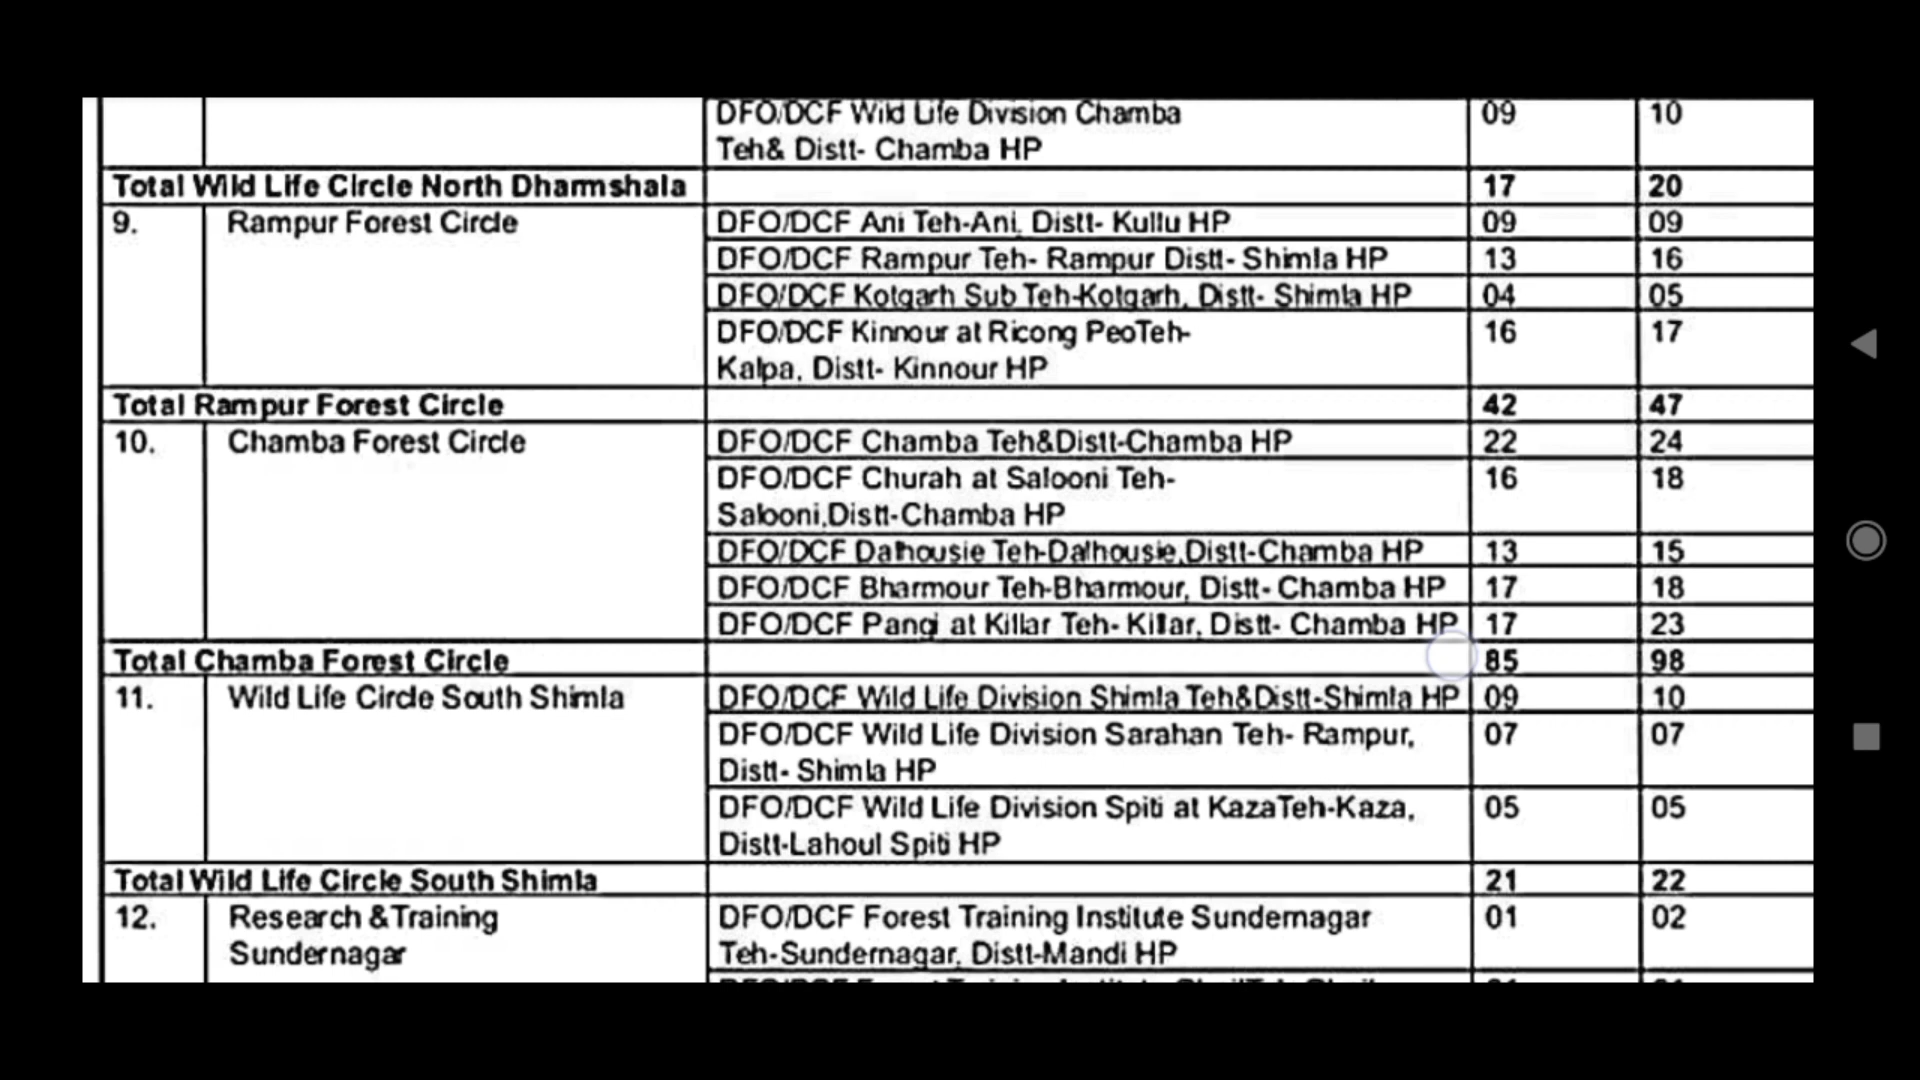 DFO/DCF Wild Life Division Chamba 09 10
Teh& Distt- Chamba HP
Total Wild Life Circle North Dharmshala 17 20
9. Rampur Forest Circle DFO/DCF Ani Teh-Ani, Distt- Kullu HP 09 09
DFO/DCF Rampur Teh- Rampur Distt- Shimla HP 13 16
DFO/DCF Kotgarh Sub Teh-Kotgarh, Distt- Shimla HP 04 05
DFO/DCF Kinnour at Ricong PeoTeh- 16 17
Kalpa, Distt- Kinnour HP
Total Rampur Forest Circle 42 47
10. Chamba Forest Circle DFO/DCF Chamba Teh&Distt-Chamba HP 22 24
DFO/DCF Churah at Salooni Teh- 16 18
Salooni,Distt-Chamba HP
DFO/DCF Dalhousie Teh-Dalhousie,Distt-Chamba HP 13 15
DFO/DCF Bharmour Teh-Bharmour, Distt- Chamba HP 17 18
DFO/DCF Pangi at Killar Teh- Killar, Distt- Chamba HP 17 23
Total Chamba Forest Circle 85 98
11. Wild Life Circle South Shimla DFO/DCF Wild Life Division Shimla Teh&Distt-Shimla HP 09 10
DFO/DCF Wild Life Division Sarahan Teh- Rampur, 07 07
Distt- Shimla HP
DFO/DCF Wild Life Division Spiti at KazaTeh-Kaza, 05 05
Distt-Lahoul Spiti HP
Total Wild Life Circle South Shimla 21 22
12. Research &Training DFO/DCF Forest Training Institute Sundernagar 01 02
Sundernagar Teh-Sundernagar, Distt-Mandi HP